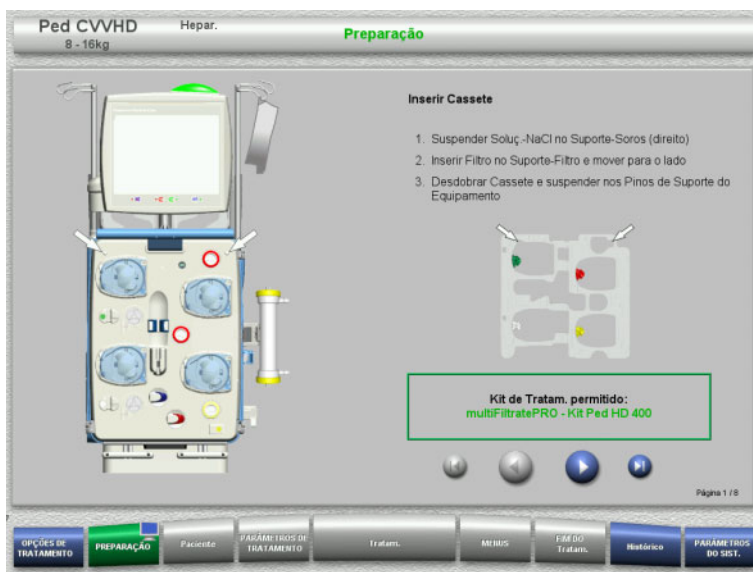 Ped CVVHD
8 - 16kg
Hepar.
Preparação
Inserir Cassete
1. Suspender Soluç.-NaCl no Suporte-Soros (direito)
2. Inserir Filtro no Suporte-Filtro e mover para o lado
3. Desdobrar Cassete e suspender nos Pinos de Suporte do
Equipamento
Kit de Tratam. permitido:
multiFiltratePRO - Kit Ped HD 400
Página 1 / 8
OPÇÕES DE
TRATAMENTO
PREPARAÇÃO
Paciente
PARÂMETROS DE
TRATAMENTO
Tratam.
MENUS
FIM DO
Tratam.
Histórico
PARÂMETROS
DO SIST.